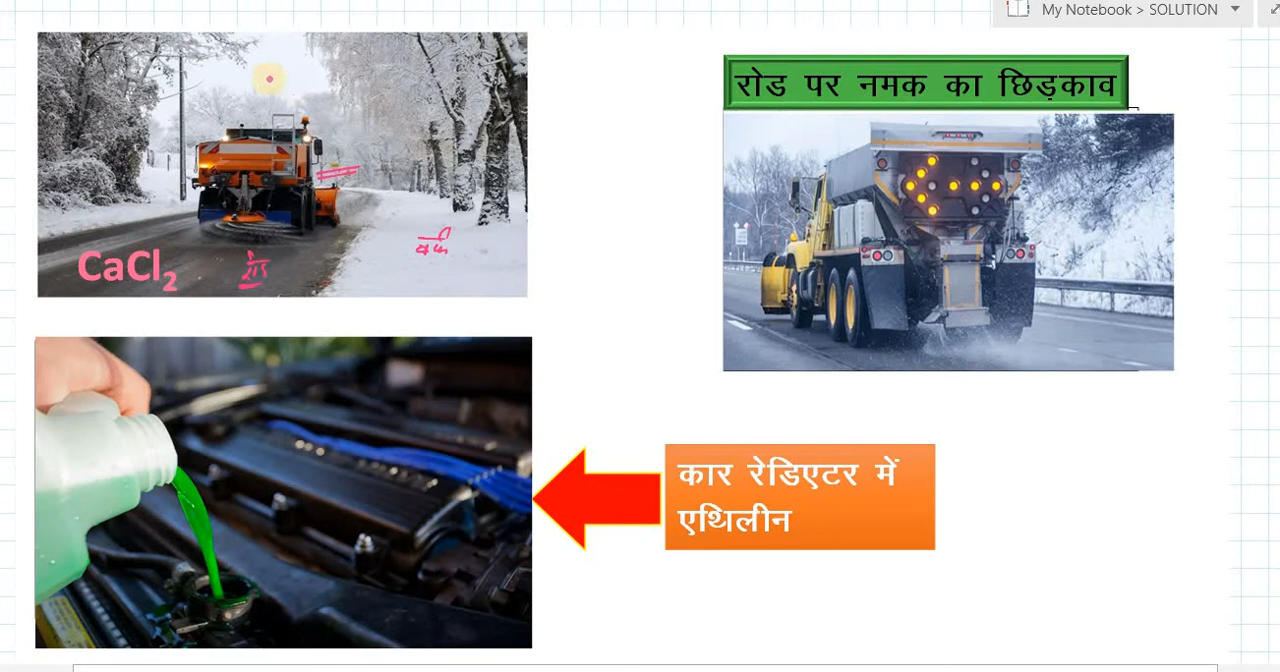 My Notebook > SOLUTION
रोड पर नमक का छिड़काव
CaCl₂
बर्फ
कार रेडिएटर में
एथिलीन